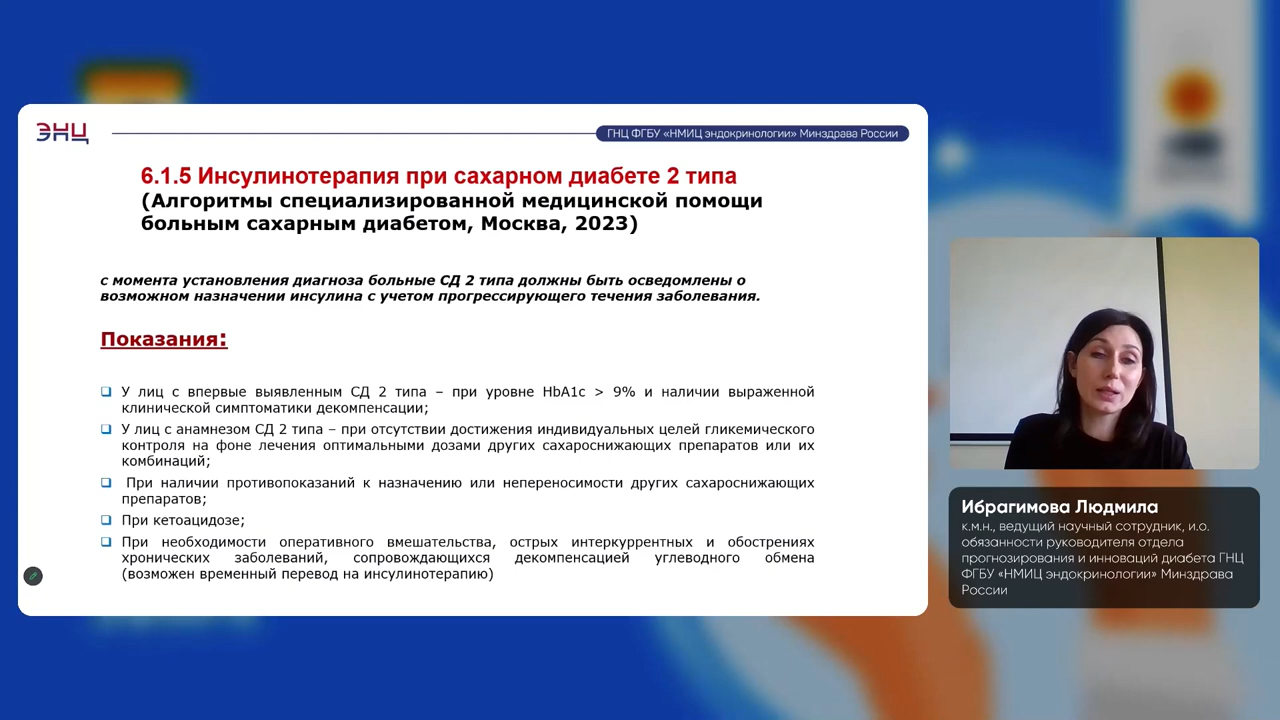 ЭНЦ
ГНЦ ФГБУ «НМИЦ эндокринологии» Минздрава России
6.1.5 Инсулинотерапия при сахарном диабете 2 типа
(Алгоритмы специализированной медицинской помощи
больным сахарным диабетом, Москва, 2023)
с момента установления диагноза больные СД 2 типа должны быть осведомлены о
возможном назначении инсулина с учетом прогрессирующего течения заболевания.
Показания:
У лиц с впервые выявленным СД 2 типа – при уровне HbA1c > 9% и наличии выраженной
клинической симптоматики декомпенсации;
У лиц с анамнезом СД 2 типа – при отсутствии достижения индивидуальных целей гликемического
контроля на фоне лечения оптимальными дозами других сахароснижающих препаратов или их
комбинаций;
При наличии противопоказаний к назначению или непереносимости других сахароснижающих
препаратов;
При кетоацидозе;
При необходимости оперативного вмешательства, острых интеркуррентных и обострениях
хронических заболеваний, сопровождающихся декомпенсацией углеводного обмена
(возможен временный перевод на инсулинотерапию)
Ибрагимова Людмила
к.м.н., ведущий научный сотрудник, и.о.
обязанности руководителя отдела
прогнозирования и инноваций диабета ГНЦ
ФГБУ «НМИЦ эндокринологии» Минздрава
России